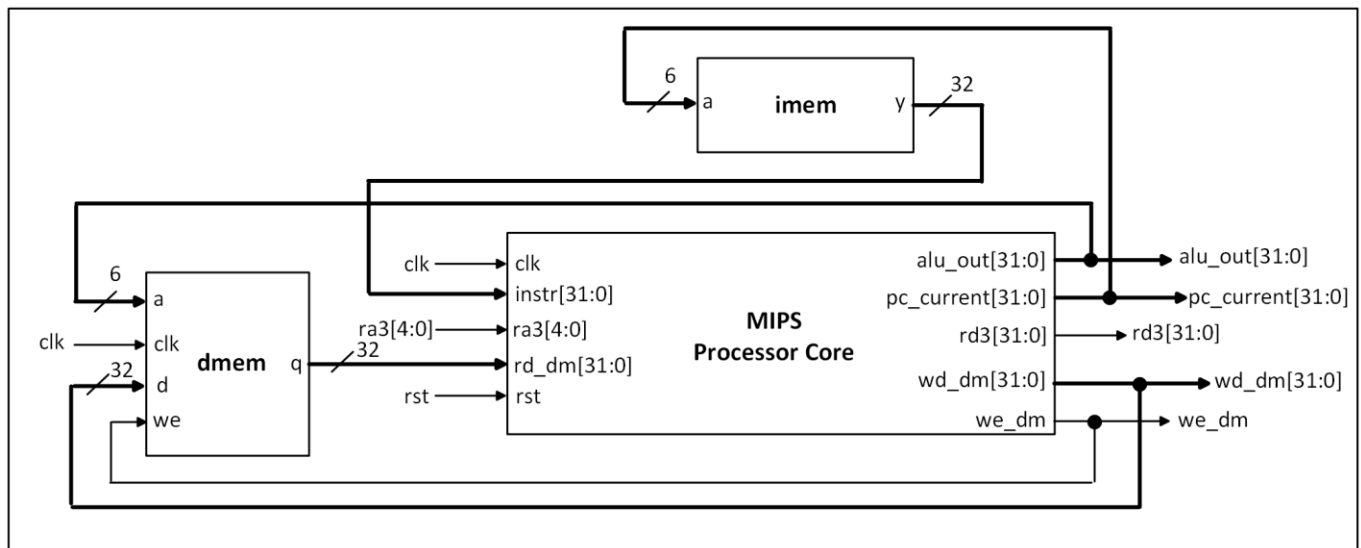 6
a
imem
y
32
6
a
clk
clk
dmem
q
32
32
d
we
clk
clk
instr[31:0]
ra3[4:0]
ra3[4:0]
rd_dm[31:0]
rst
rst
MIPS
Processor Core
alu_out[31:0]
alu_out[31:0]
pc_current[31:0]
pc_current[31:0]
rd3[31:0]
rd3[31:0]
wd_dm[31:0]
wd_dm[31:0]
we_dm
we_dm